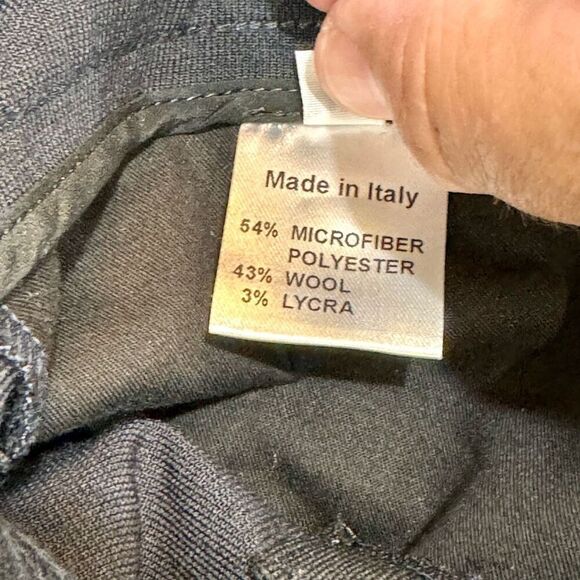 Made in Italy
54% MICROFIBER
POLYESTER
43% WOOL
3% LYCRA